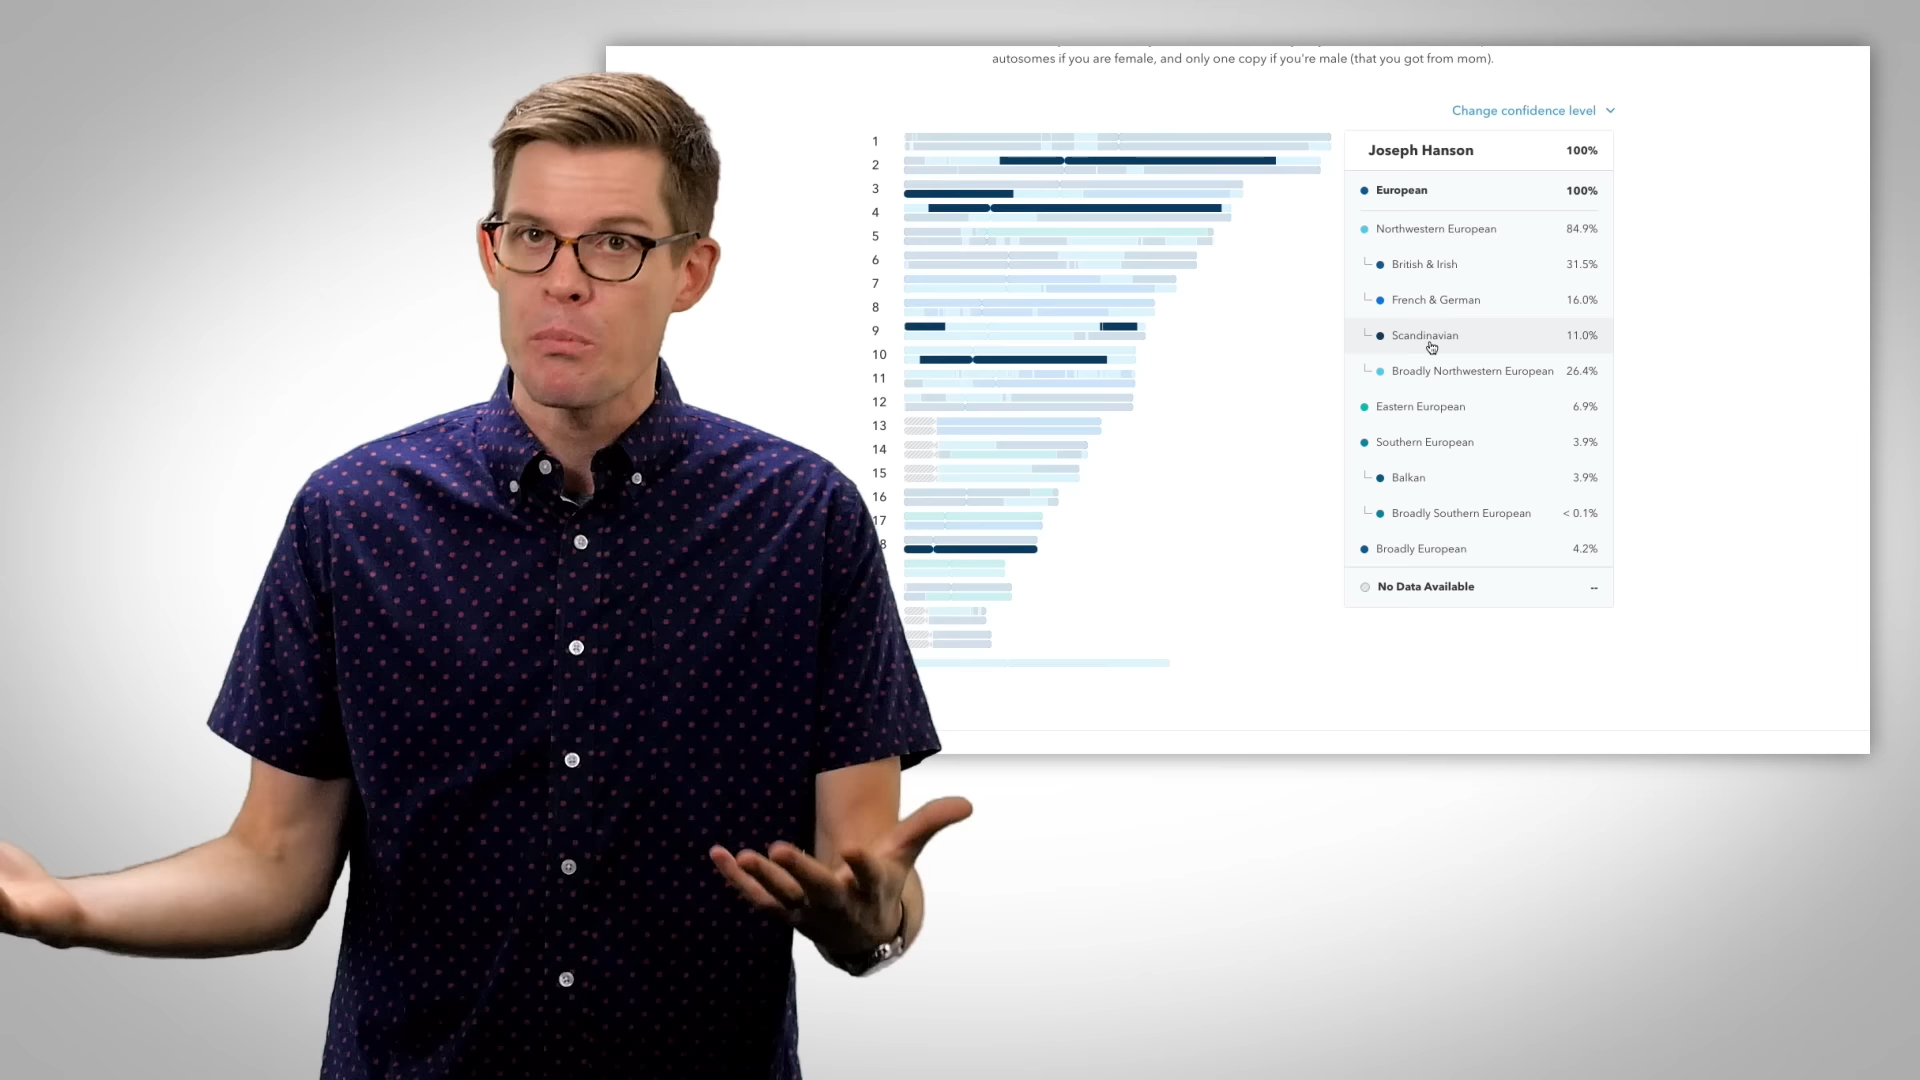 autosomes if you are female, and only one copy if you're male (that you got from mom).
Change confidence level
1
2
3
4
5
6
7
8
9
10
11
12
13
14
15
16
17
8
Joseph Hanson 100%
European 100%
Northwestern European 84.9%
British & Irish 31.5%
French & German 16.0%
Scandinavian 11.0%
Broadly Northwestern European 26.4%
Eastern European 6.9%
Southern European 3.9%
Balkan 3.9%
Broadly Southern European < 0.1%
Broadly European 4.2%
No Data Available --